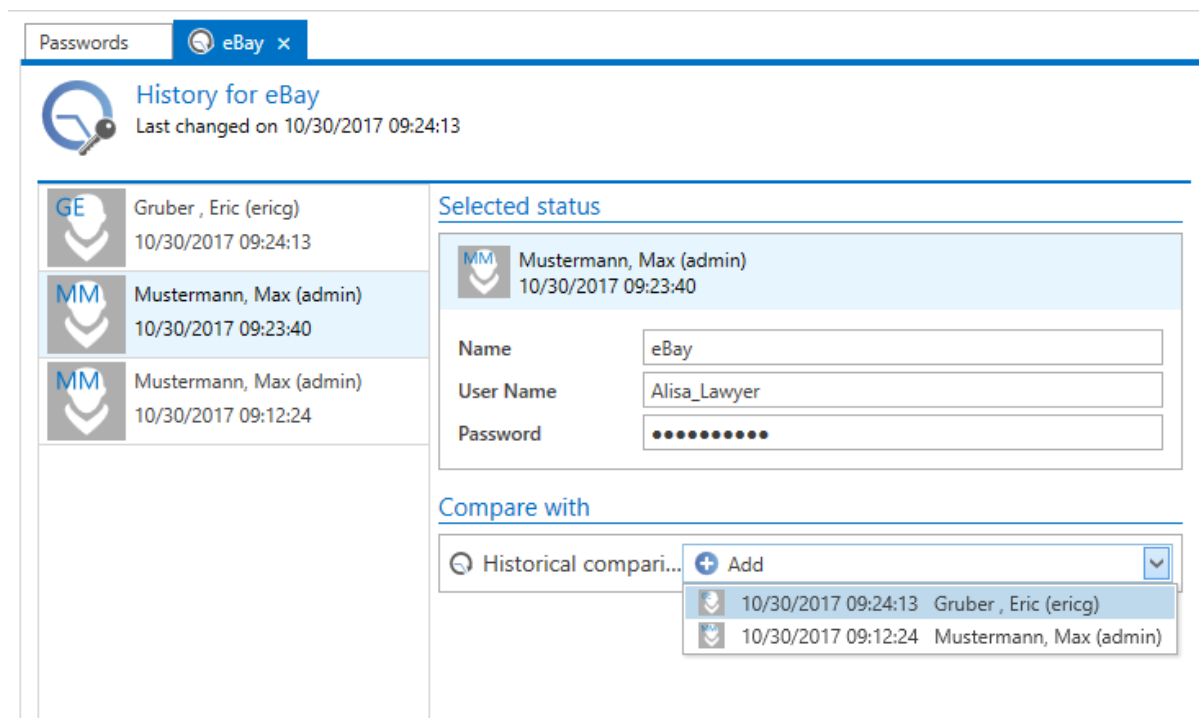 Passwords
eBay ×
History for eBay
Last changed on 10/30/2017 09:24:13
GE
Gruber , Eric (ericg)
10/30/2017 09:24:13
MM
Mustermann, Max (admin)
10/30/2017 09:23:40
MM
Mustermann, Max (admin)
10/30/2017 09:12:24
Selected status
MM
Mustermann, Max (admin)
10/30/2017 09:23:40
Name eBay
User Name Alisa_Lawyer
Password ●●●●●●●●●●
Compare with
Historical compari... Add
10/30/2017 09:24:13 Gruber , Eric (ericg)
10/30/2017 09:12:24 Mustermann, Max (admin)